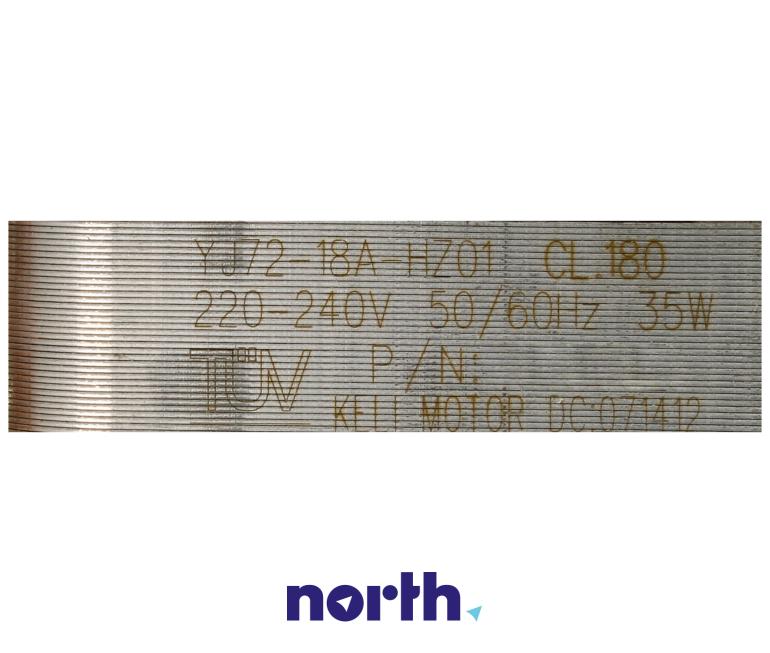 YJ72-18A-HZ01 CL.180
220-240V 50/60Hz 35W
TÜV P/N:
KELI MOTOR DC:071412
north.